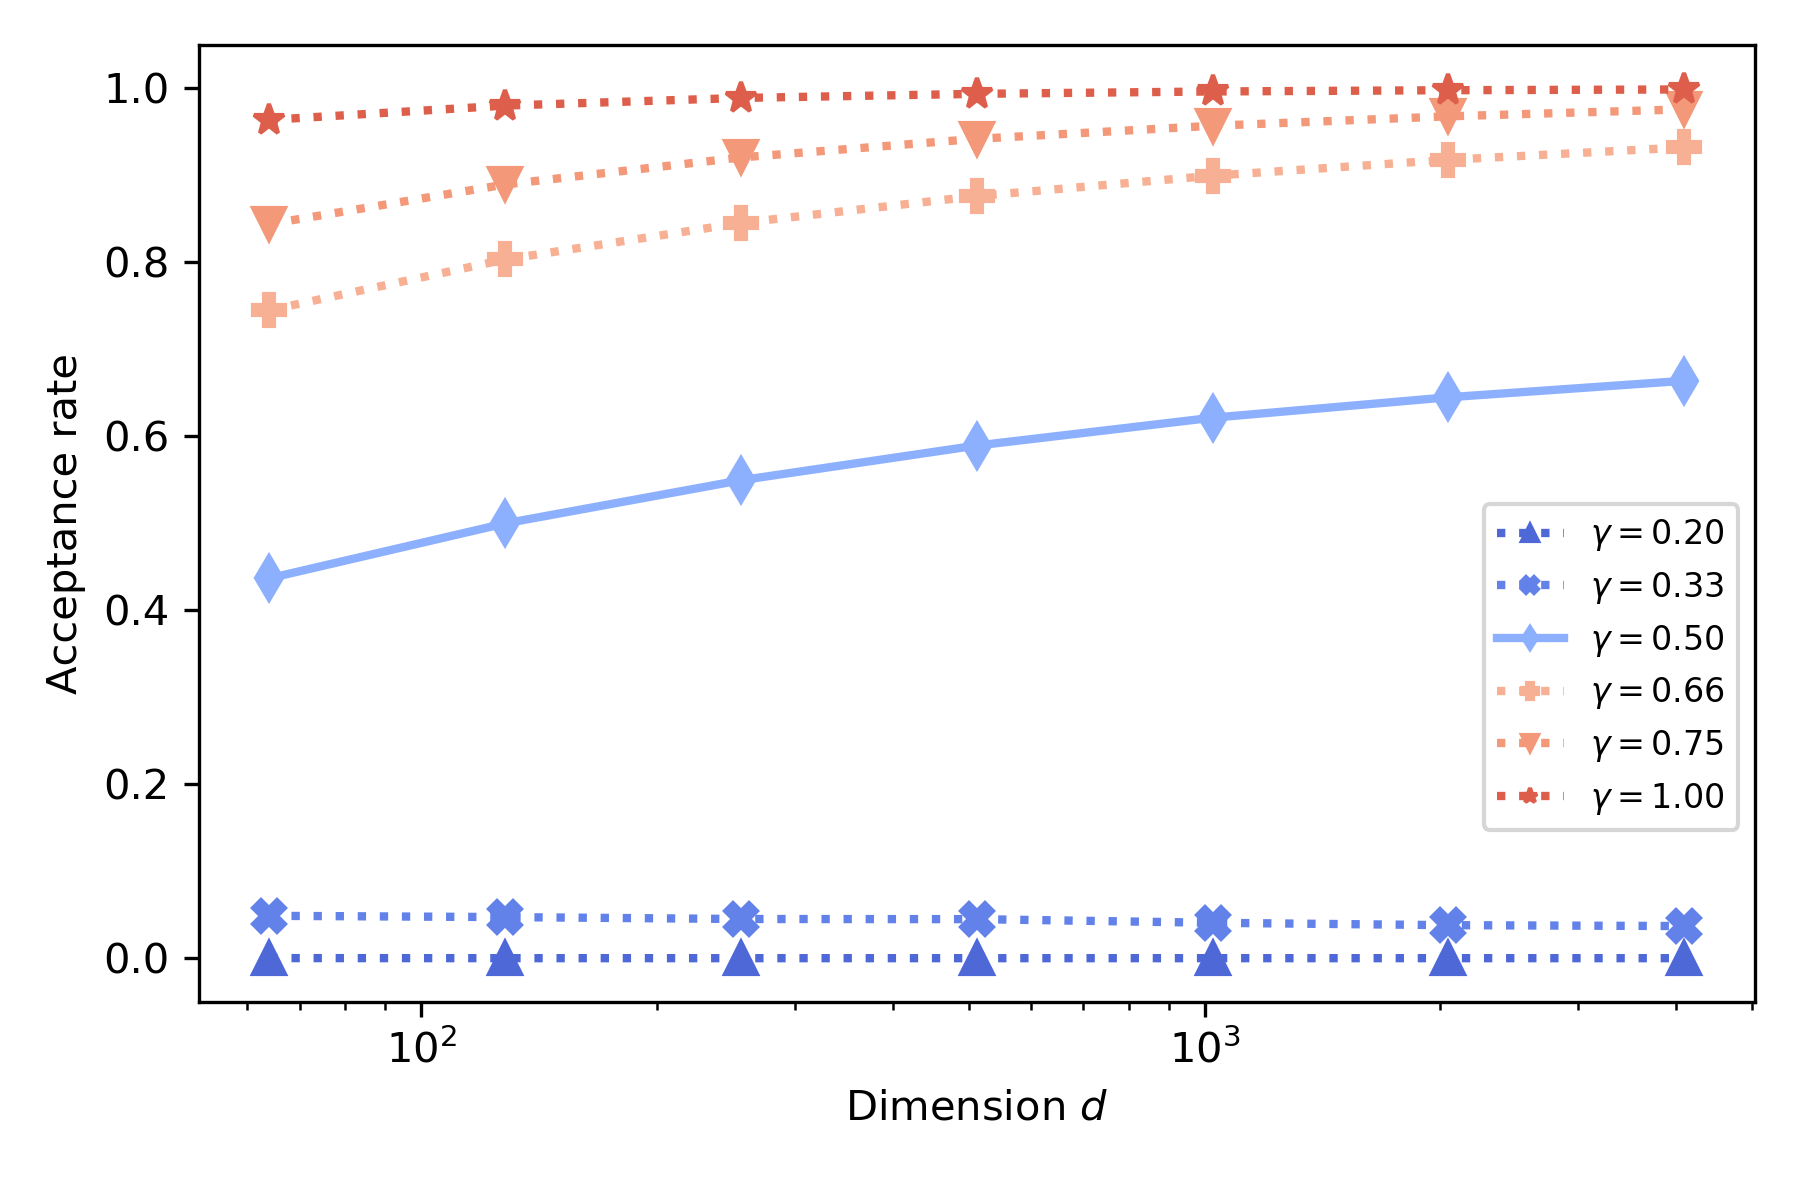 1.0
0.8
0.6
0.4
0.2
0.0
Acceptance rate
γ = 0.20
γ = 0.33
γ = 0.50
γ = 0.66
γ = 0.75
γ = 1.00
10²
10³
Dimension d